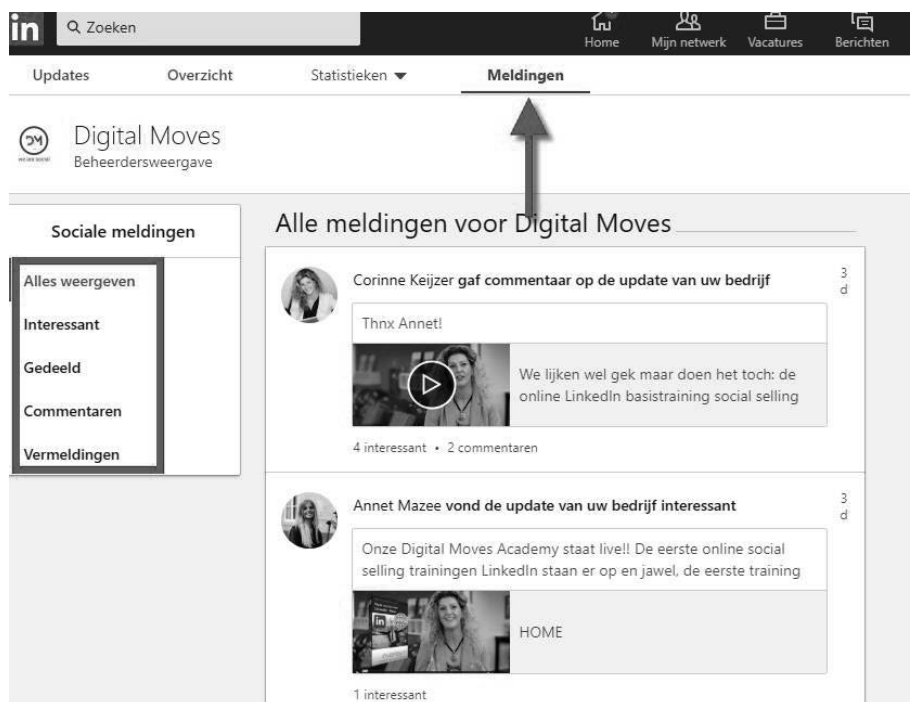 in
Zoeken
Home Mijn netwerk Vacatures Berichten
Updates Overzicht Statistieken Meldingen
DM
Digital Moves
Beheerdersweergave
Sociale meldingen
Alles weergeven
Interessant
Gedeeld
Commentaren
Vermeldingen
Alle meldingen voor Digital Moves
Corinne Keijzer gaf commentaar op de update van uw bedrijf
3
d
Thnx Annet!
We lijken wel gek maar doen het toch: de
online LinkedIn basistraining social selling
4 interessant • 2 commentaren
Annet Mazee vond de update van uw bedrijf interessant
3
d
Onze Digital Moves Academy staat live!! De eerste online social
selling trainingen LinkedIn staan er op en jawel, de eerste training
in
HOME
1 interessant